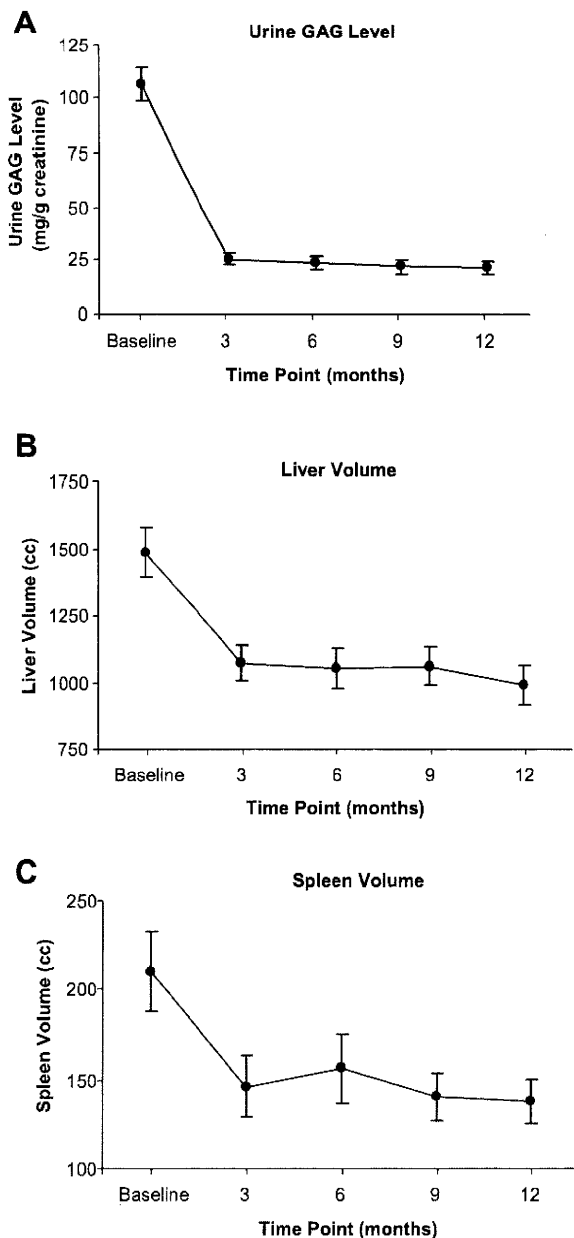 A
Urine GAG Level
Urine GAG Level
(mg/g creatinine)
125
100
75
50
25
0
Baseline 3 6 9 12
Time Point (months)
B
Liver Volume
Liver Volume (cc)
1750
1500
1250
1000
750
Baseline 3 6 9 12
Time Point (months)
C
Spleen Volume
Spleen Volume (cc)
250
200
150
100
Baseline 3 6 9 12
Time Point (months)